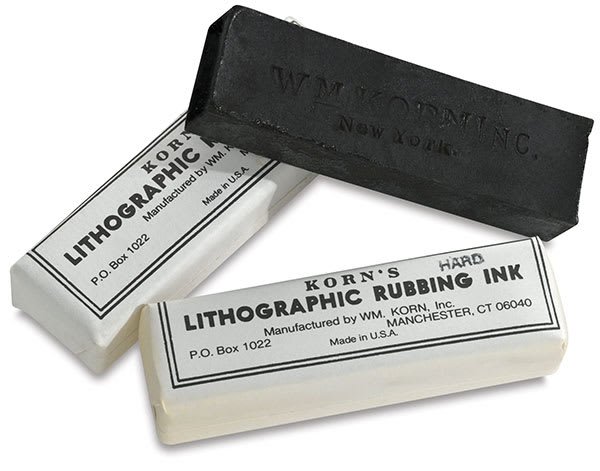 WM. KORN INC.
New York.
KORN'S
LITHOGRAPHIC
Manufactured by WM.
P.O. Box 1022
Made in U.S.A.
KORN'S HARD
LITHOGRAPHIC RUBBING INK
Manufactured by WM. KORN, Inc.
P.O. Box 1022 MANCHESTER, CT 06040
Made in U.S.A.